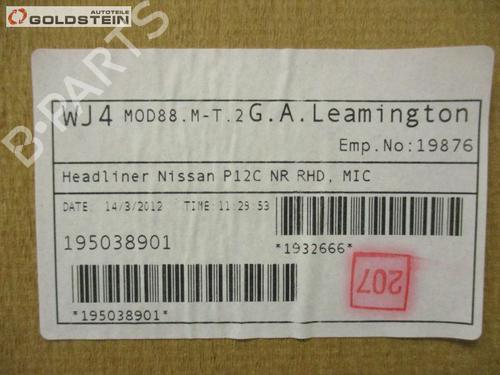 Autoteile
GOLDSTEIN
B-PARTS
WJ4 MOD88.M-T.2 G.A.Leamington
Emp.No:19876
Headliner Nissan P12C NR RHD, MIC
DATE: 14/3/2012 TIME:11:29:53
195038901
*1932666*
207
*195038901*